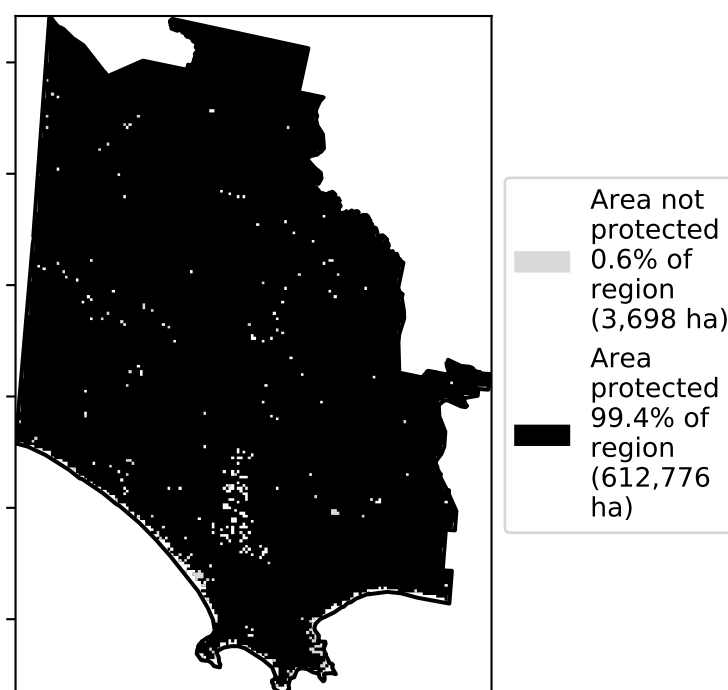 Area not
protected
0.6% of
region
(3,698 ha)
Area
protected
99.4% of
region
(612,776
ha)